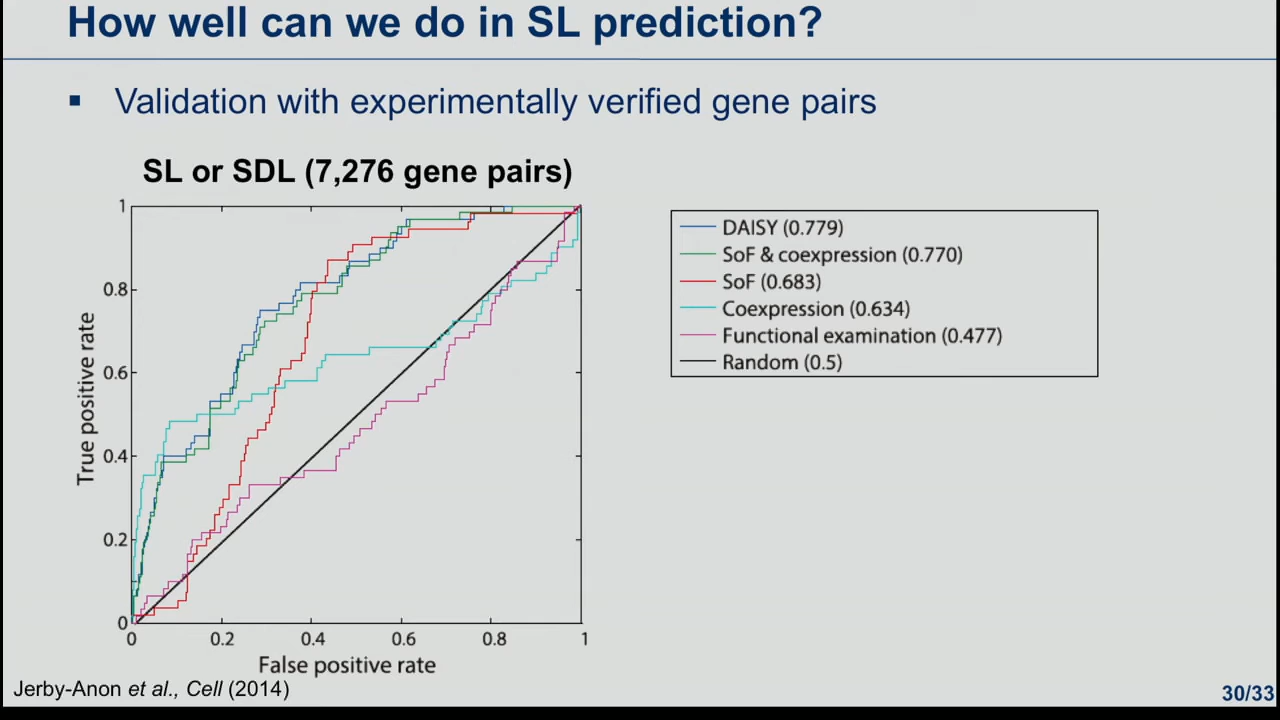 How well can we do in SL prediction?
▪ Validation with experimentally verified gene pairs
SL or SDL (7,276 gene pairs)
1
0.8
0.6
0.4
0.2
0
True positive rate
0 0.2 0.4 0.6 0.8 1
False positive rate
DAISY (0.779)
SoF & coexpression (0.770)
SoF (0.683)
Coexpression (0.634)
Functional examination (0.477)
Random (0.5)
Jerby-Anon et al., Cell (2014)
30/33